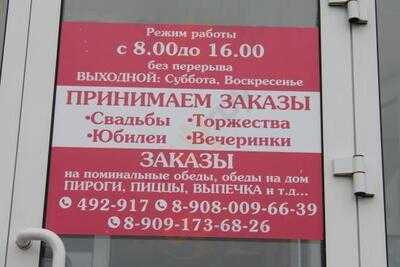 Режим работы
с 8.00до 16.00
без перерыва
ВЫХОДНОЙ: Суббота, Воскресенье
ПРИНИМАЕМ ЗАКАЗЫ
•Свадьбы •Торжества
•Юбилеи •Вечеринки
ЗАКАЗЫ
на поминальные обеды, обеды на дом
ПИРОГИ, ПИЦЦЫ, ВЫПЕЧКА и т.д...
492-917 8-908-009-66-39
8-909-173-68-26